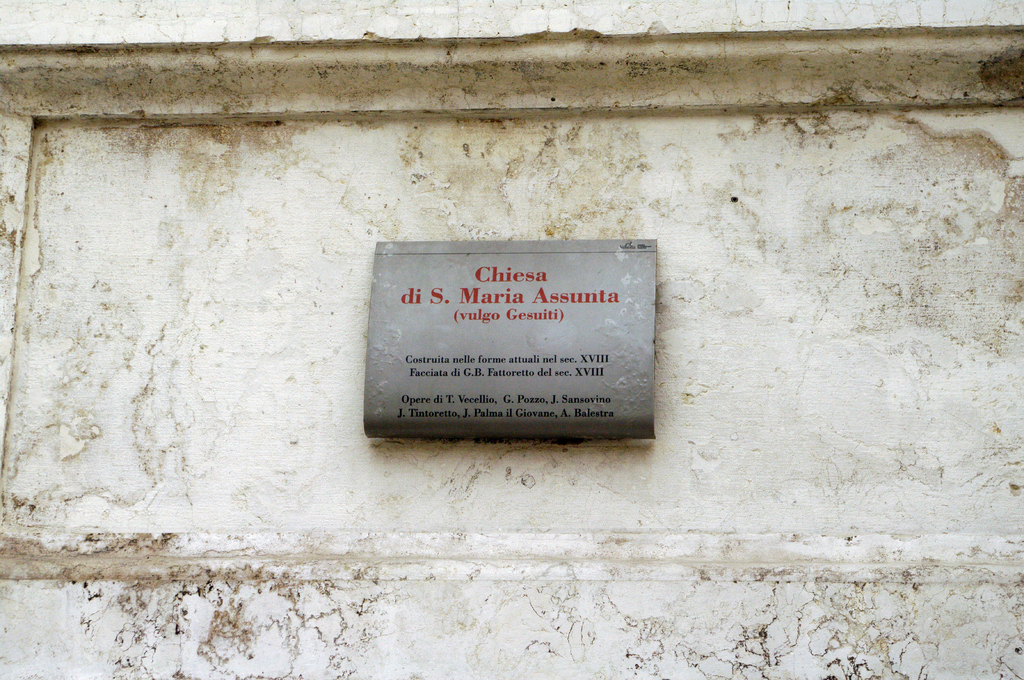 Chiesa
di S. Maria Assunta
(vulgo Gesuiti)
Costruita nelle forme attuali nel sec. XVIII
Facciata di G.B. Fattoretto del sec. XVIII
Opere di T. Vecellio, G. Pozzo, J. Sansovino
J. Tintoretto, J. Palma il Giovane, A. Balestra